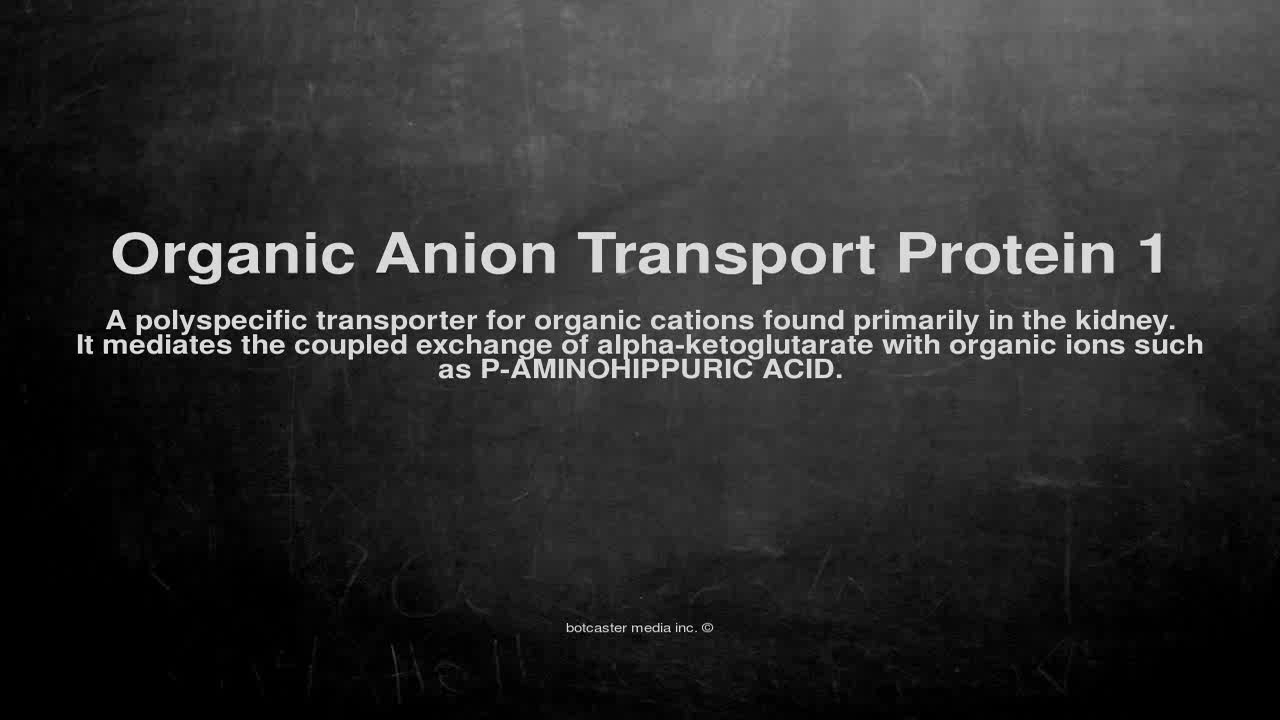 Organic Anion Transport Protein 1
A polyspecific transporter for organic cations found primarily in the kidney.
It mediates the coupled exchange of alpha-ketoglutarate with organic ions such
as P-AMINOHIPPURIC ACID.
botcaster media inc. ©